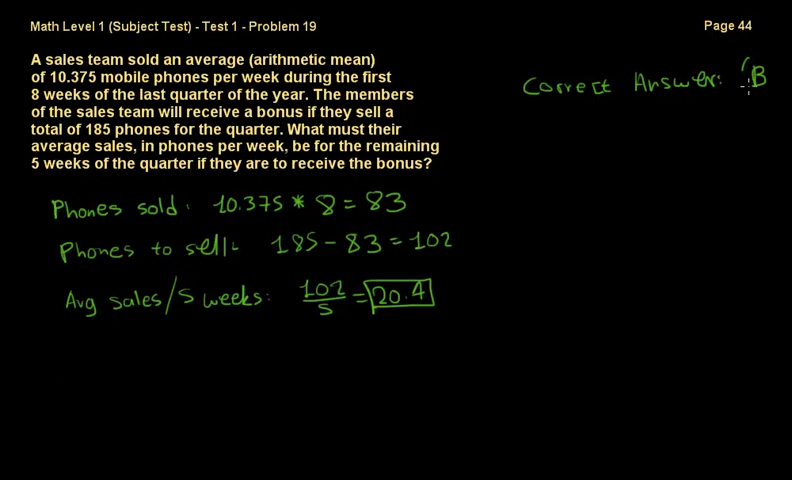 Math Level 1 (Subject Test) - Test 1 - Problem 19
Page 44
A sales team sold an average (arithmetic mean)
of 10.375 mobile phones per week during the first
8 weeks of the last quarter of the year. The members
of the sales team will receive a bonus if they sell a
total of 185 phones for the quarter. What must their
average sales, in phones per week, be for the remaining
5 weeks of the quarter if they are to receive the bonus?
Correct Answer: (B
Phones sold: 10.375 * 8 = 83
Phones to sell: 185 - 83 = 102
Avg sales/5 weeks: 102/5 = 20.4